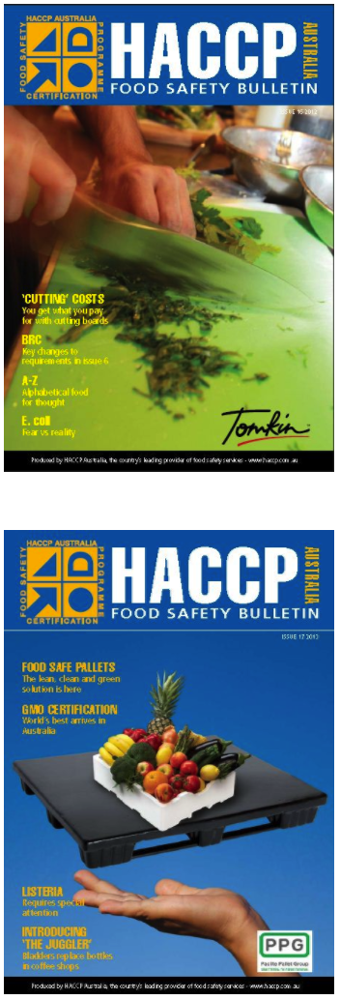 HACCP AUSTRALIA
FOOD SAFETY
PROGRAMME
CERTIFICATION
HACCP
AUSTRALIA
FOOD SAFETY BULLETIN
'CUTTING' COSTS
You get what you pay
for with cutting boards
BRC
Key changes to
requirements in issue 6
A-Z
Alphabetical food
for thought
E. coli
Fear vs reality
Tomkin
Produced by HACCP Australia, the country's leading provider of food safety services - www.haccp.com.au
HACCP AUSTRALIA
FOOD SAFETY
PROGRAMME
CERTIFICATION
HACCP
AUSTRALIA
FOOD SAFETY BULLETIN
ISSUE 17 2013
FOOD SAFE PALLETS
The lean, clean and green
solution is here
GMO CERTIFICATION
World's best arrives in
Australia
LISTERIA
Requires special
attention
INTRODUCING
'THE JUGGLER'
Bladders replace bottles
in coffee shops
PPG
Pacific Pallet Group
Produced by HACCP Australia, the country's leading provider of food safety services - www.haccp.com.au